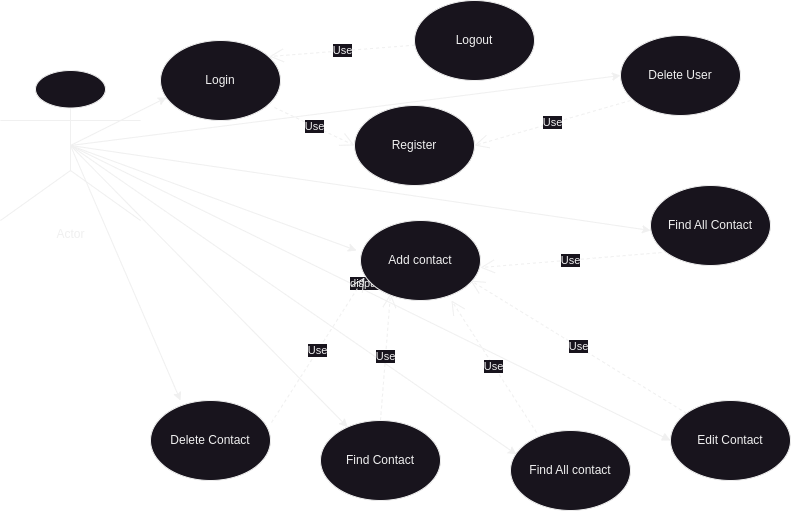 Logout
Use
Login
Delete User
Use
Use
Register
Find All Contact
Actor
Add contact
Use
Use
Use
Use
Use
Delete Contact
Find Contact
Find All contact
Edit Contact